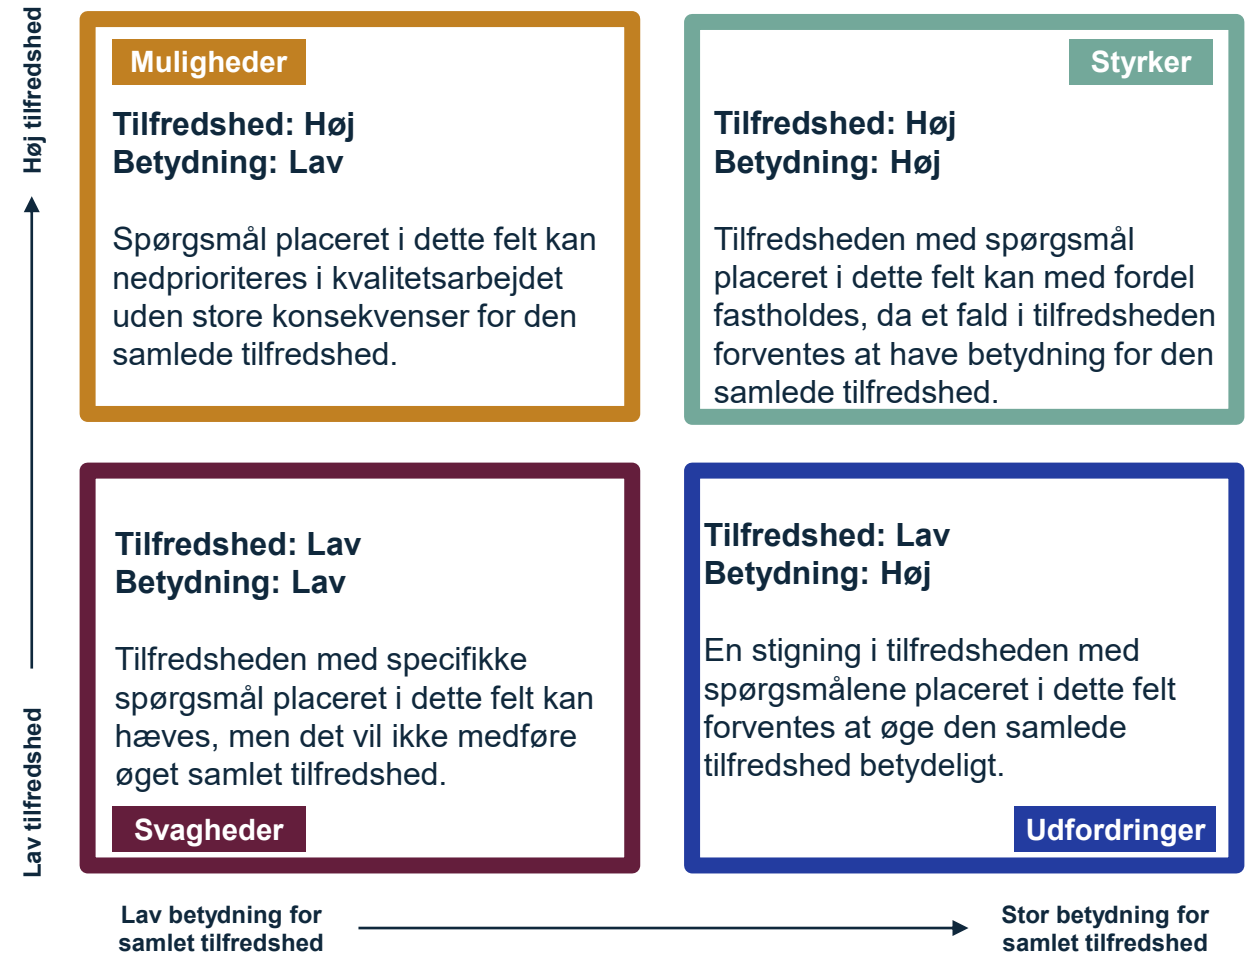 Høj tilfredshed
Lav tilfredshed
Muligheder
Tilfredshed: Høj
Betydning: Lav
Spørgsmål placeret i dette felt kan
nedprioriteres i kvalitetsarbejdet
uden store konsekvenser for den
samlede tilfredshed.
Styrker
Tilfredshed: Høj
Betydning: Høj
Tilfredsheden med spørgsmål
placeret i dette felt kan med fordel
fastholdes, da et fald i tilfredsheden
forventes at have betydning for den
samlede tilfredshed.
Tilfredshed: Lav
Betydning: Lav
Tilfredsheden med specifikke
spørgsmål placeret i dette felt kan
hæves, men det vil ikke medføre
øget samlet tilfredshed.
Svagheder
Tilfredshed: Lav
Betydning: Høj
En stigning i tilfredsheden med
spørgsmålene placeret i dette felt
forventes at øge den samlede
tilfredshed betydeligt.
Udfordringer
Lav betydning for
samlet tilfredshed
Stor betydning for
samlet tilfredshed